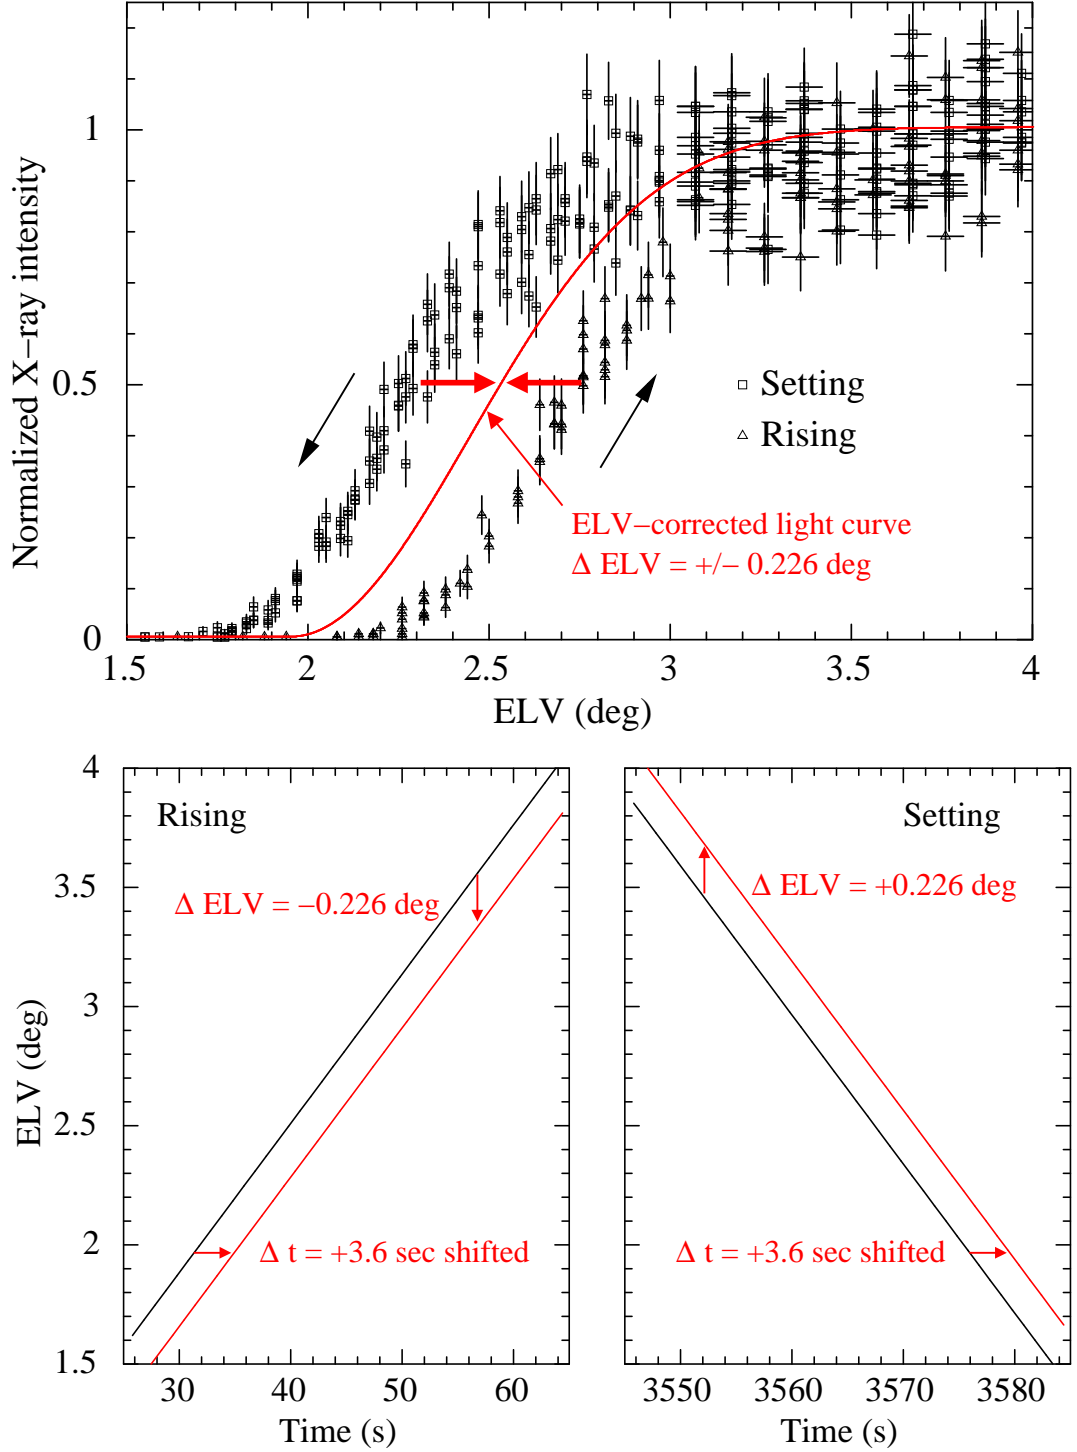 Normalized X−ray intensity
1
0.5
0
Setting
Rising
ELV−corrected light curve
Δ ELV = +/− 0.226 deg
1.5 2 2.5 3 3.5 4
ELV (deg)
ELV (deg)
4
3.5
3
2.5
2
1.5
Rising
Δ ELV = −0.226 deg
Δ t = +3.6 sec shifted
30 40 50 60
Time (s)
Setting
Δ ELV = +0.226 deg
Δ t = +3.6 sec shifted
3550 3560 3570 3580
Time (s)